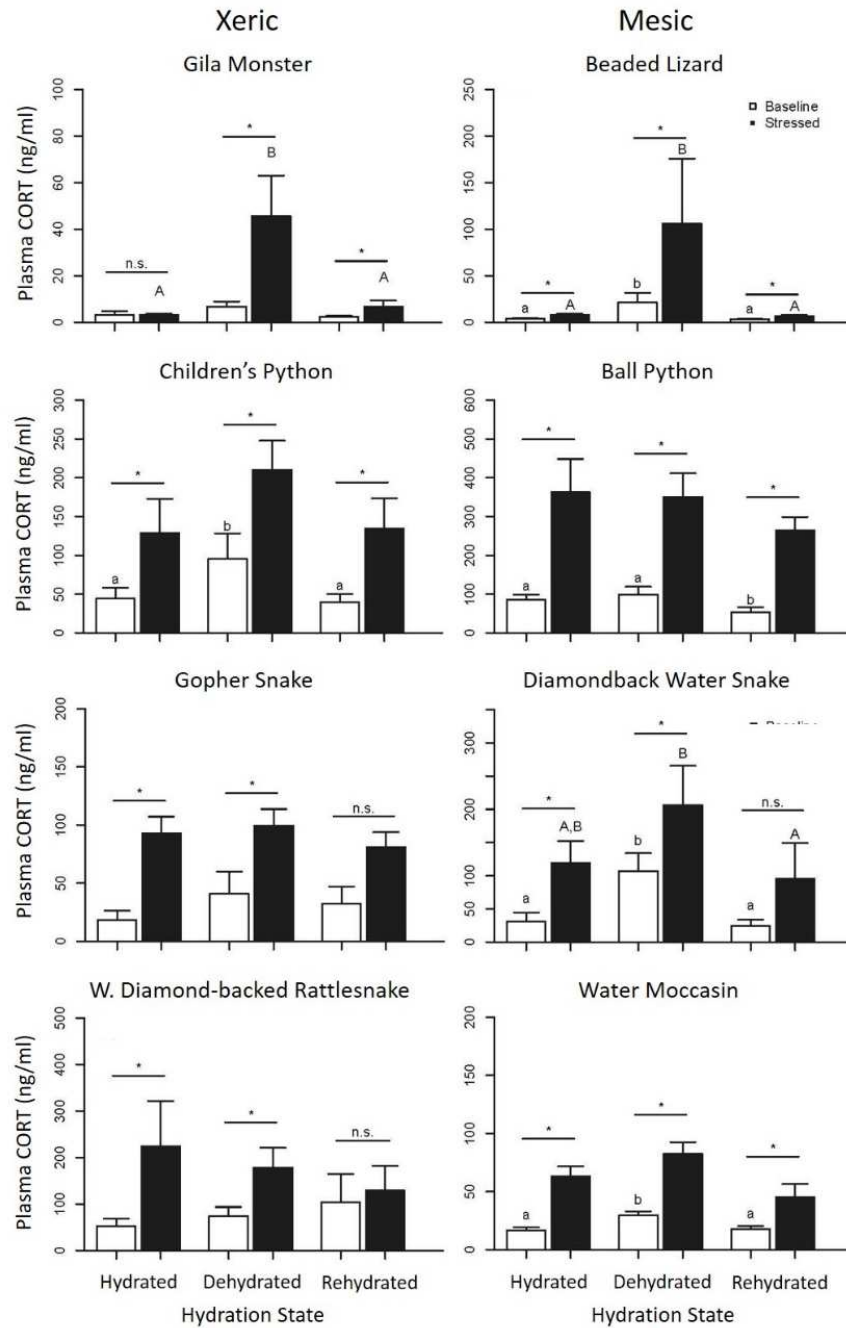 Xeric
Mesic
Gila Monster
Beaded Lizard
Plasma CORT (ng/ml)
0 20 40 60 80 100
n.s.
A
*
B
*
A
0 50 100 150 200 250
Baseline
Stressed
a
*
A
b
*
B
a
*
A
Children's Python
Ball Python
Plasma CORT (ng/ml)
0 50 100 150 200 250 300
a
*
b
*
a
*
0 100 200 300 400 500 600
a
*
a
*
b
*
Gopher Snake
Diamondback Water Snake
Plasma CORT (ng/ml)
0 50 100 150 200
*
*
n.s.
0 50 100 200 300
a
*
A,B
b
*
B
a
n.s.
A
W. Diamond-backed Rattlesnake
Water Moccasin
Plasma CORT (ng/ml)
0 100 200 300 400 500
*
*
n.s.
0 50 100 150 200
a
*
b
*
a
*
Hydrated Dehydrated Rehydrated
Hydrated Dehydrated Rehydrated
Hydration State
Hydration State